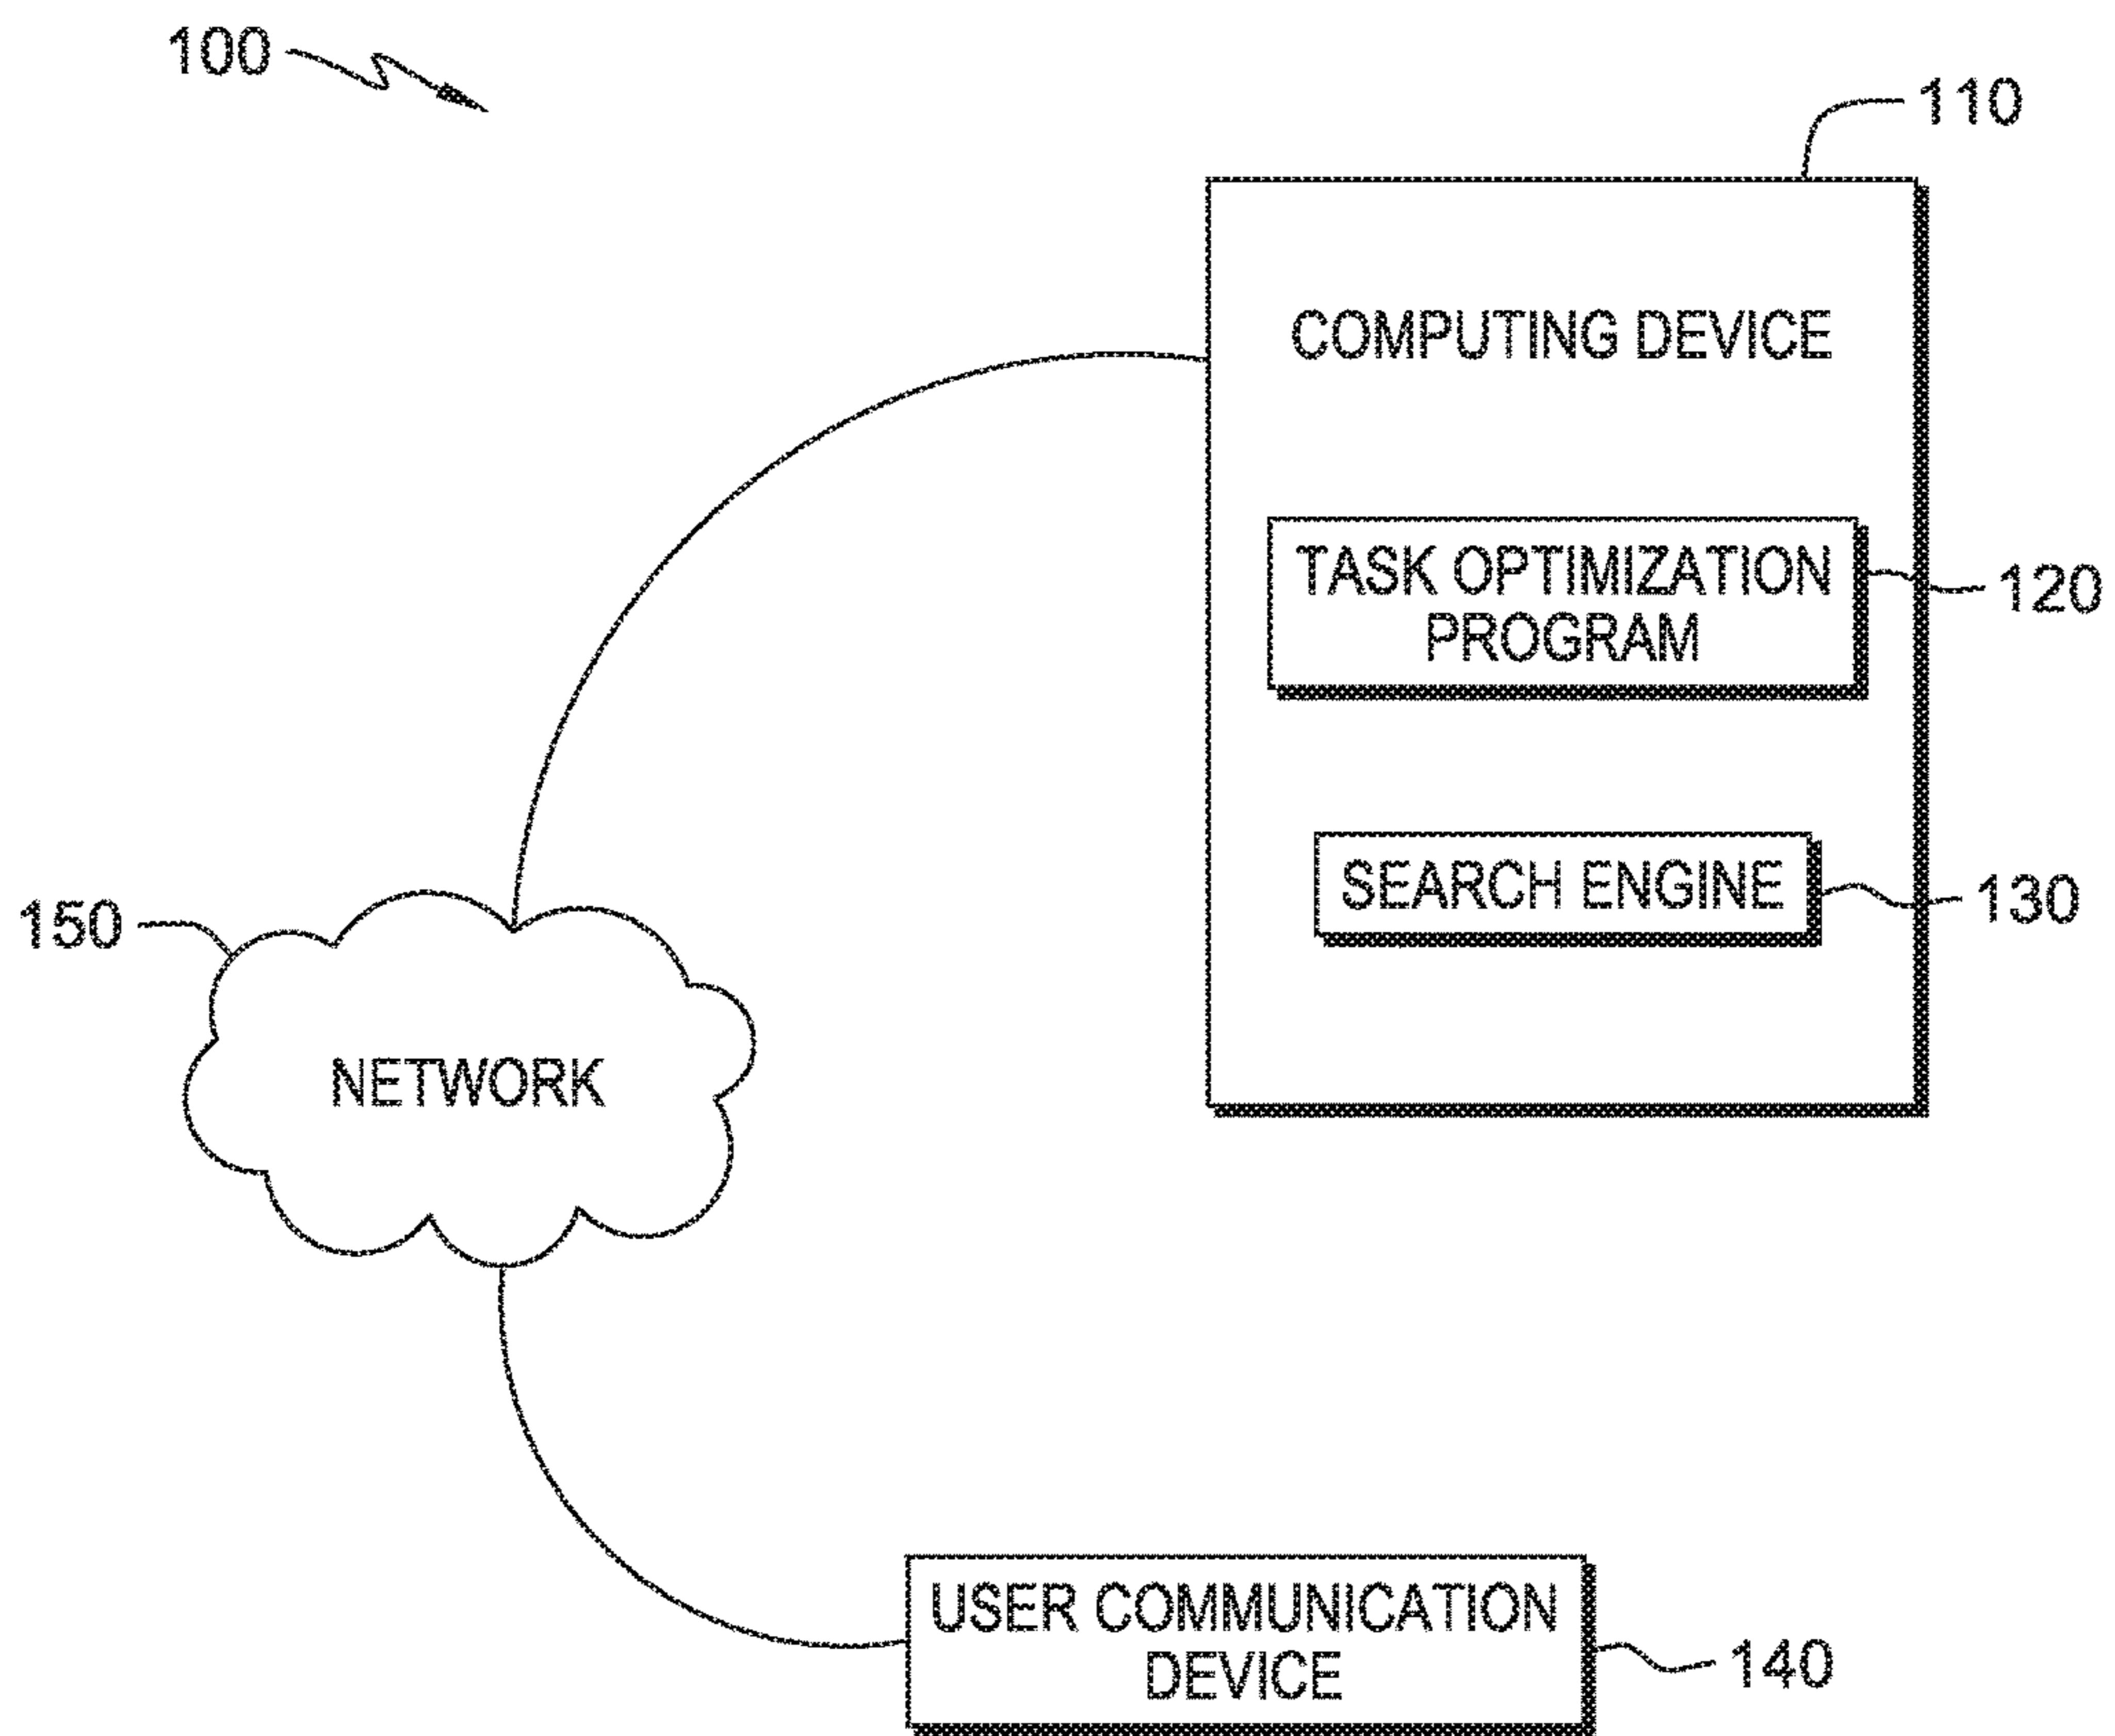 100
110
COMPUTING DEVICE
TASK OPTIMIZATION
PROGRAM
120
SEARCH ENGINE
130
150
NETWORK
USER COMMUNICATION
DEVICE
140